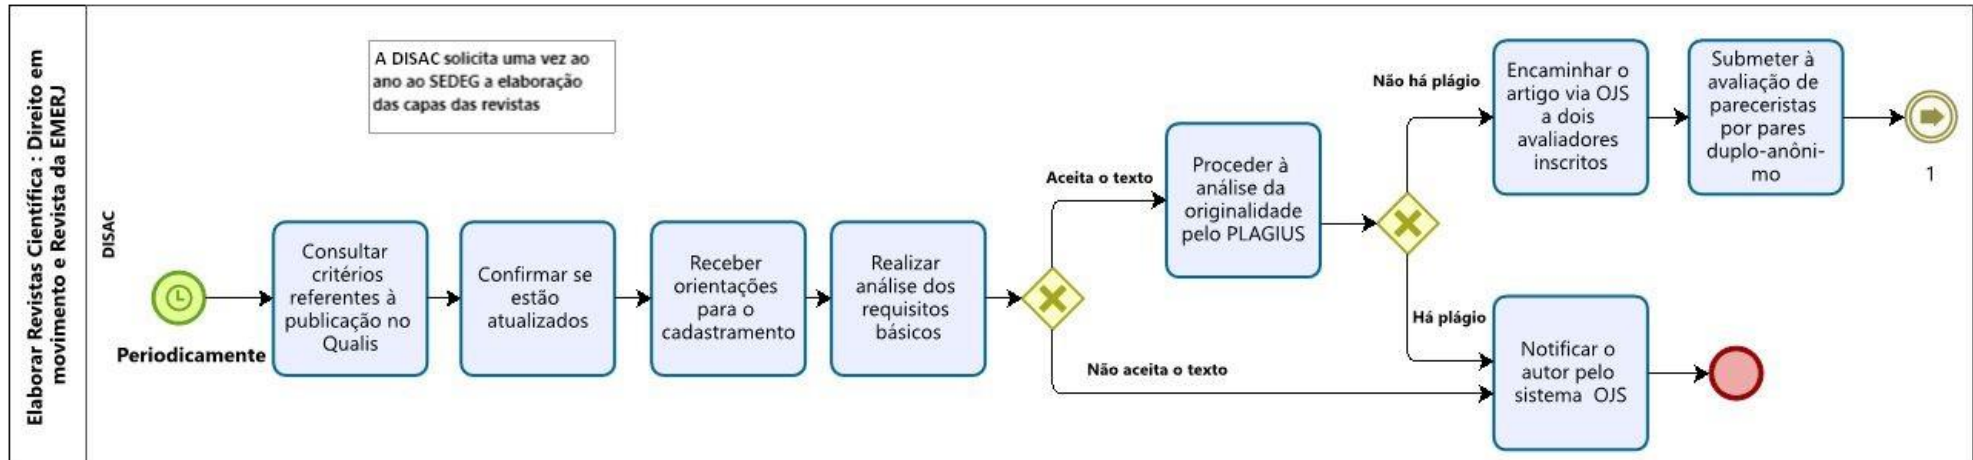 Elaborar Revistas Científica : Direito em
movimento e Revista da EMERJ
DISAC
A DISAC solicita uma vez ao
ano ao SEDEG a elaboração
das capas das revistas
Periodicamente
Consultar
critérios
referentes à
publicação no
Qualis
Confirmar se
estão
atualizados
Receber
orientações
para o
cadastramento
Realizar
análise dos
requisitos
básicos
Aceita o texto
Não aceita o texto
Proceder à
análise da
originalidade
pelo PLAGIUS
Não há plágio
Há plágio
Encaminhar o
artigo via OJS
a dois
avaliadores
inscritos
Submeter à
avaliação de
pareceristas
por pares
duplo-anôni-
mo
1
Notificar o
autor pelo
sistema OJS